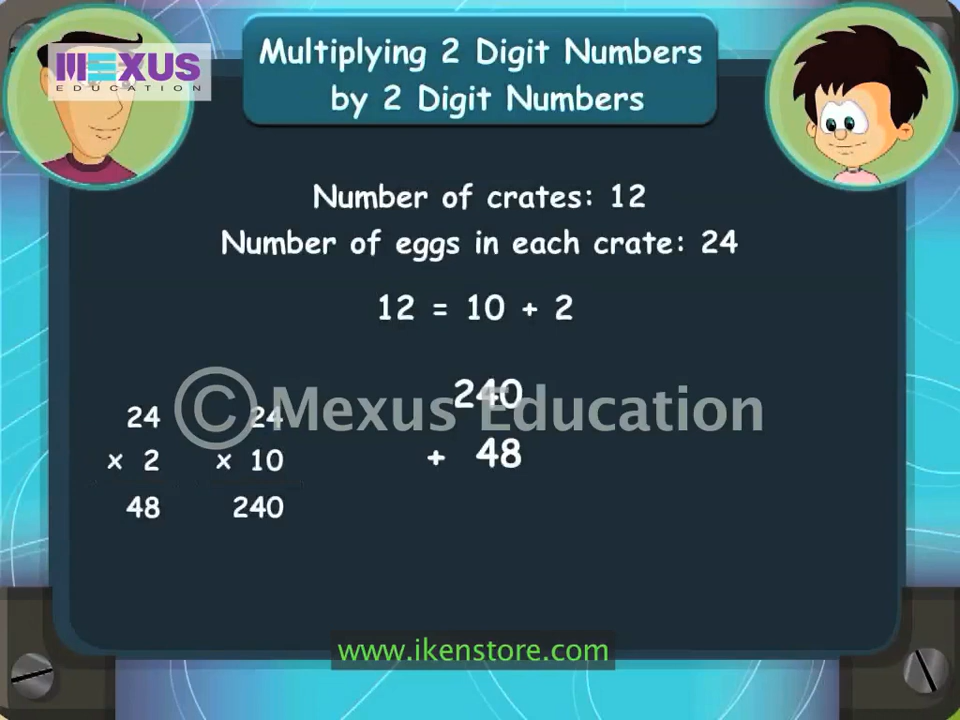 MEXUS
EDUCATION
Multiplying 2 Digit Numbers
by 2 Digit Numbers
Number of crates: 12
Number of eggs in each crate: 24
12 = 10 + 2
24
x 2
48
24
x 10
240
240
+ 48
© Mexus Education
www.ikenstore.com